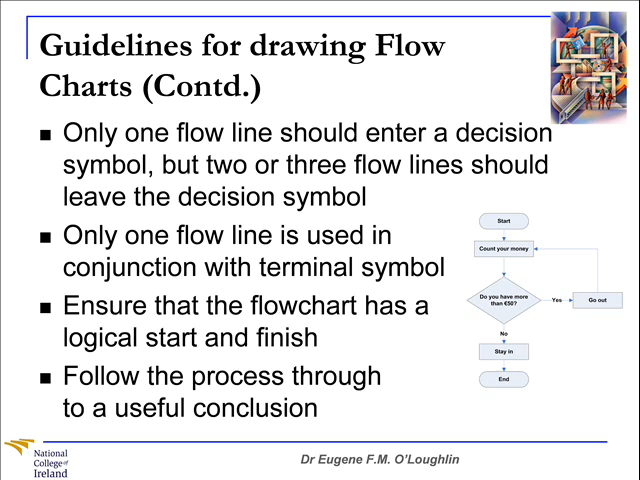 Guidelines for drawing Flow
Charts (Contd.)
Only one flow line should enter a decision
symbol, but two or three flow lines should
leave the decision symbol
Only one flow line is used in
conjunction with terminal symbol
Ensure that the flowchart has a
logical start and finish
Follow the process through
to a useful conclusion
Start
Count your money
Do you have more
than €50?
Yes
Go out
No
Stay in
End
National
College of
Ireland
Dr Eugene F.M. O'Loughlin